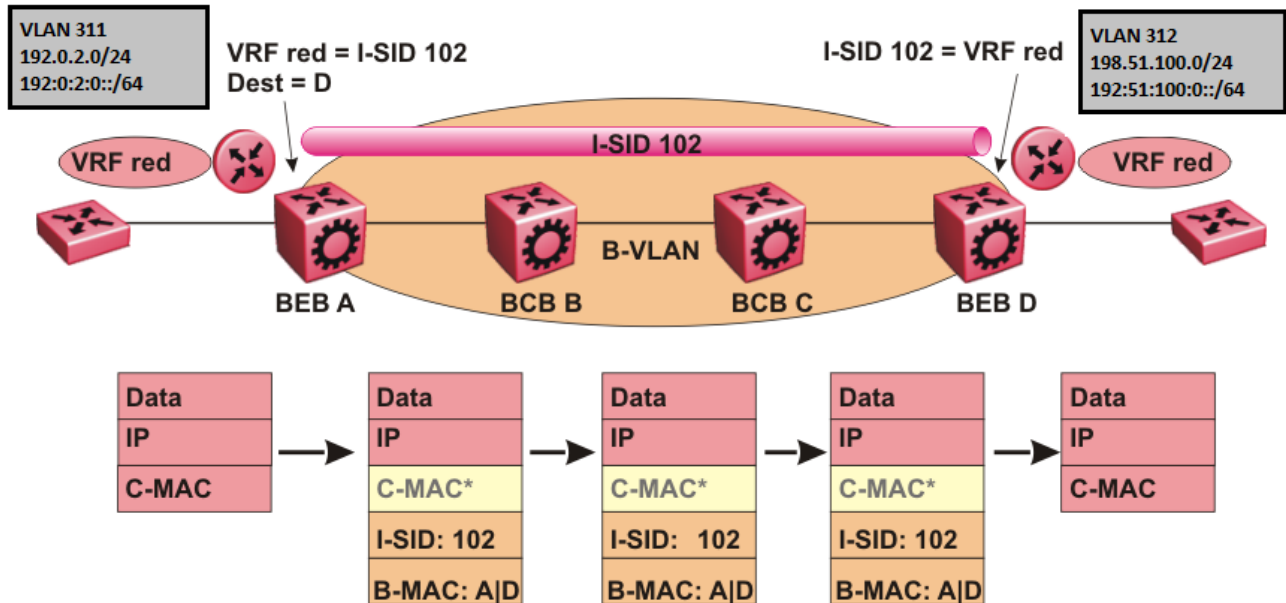 VLAN 311
192.0.2.0/24
192:0:2:0::/64
VRF red = I-SID 102
Dest = D
I-SID 102 = VRF red
VLAN 312
198.51.100.0/24
192:51:100:0::/64
I-SID 102
VRF red
VRF red
B-VLAN
BEB A
BCB B
BCB C
BEB D
Data
IP
C-MAC
Data
IP
C-MAC*
I-SID: 102
B-MAC: A|D
Data
IP
C-MAC*
I-SID: 102
B-MAC: A|D
Data
IP
C-MAC*
I-SID: 102
B-MAC: A|D
Data
IP
C-MAC